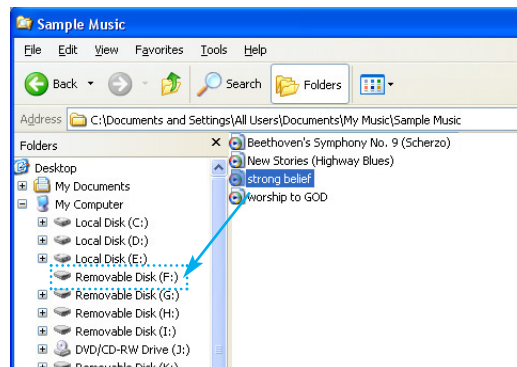 Sample Music
File Edit View Favorites Tools Help
Back Search Folders
Address C:\Documents and Settings\All Users\Documents\My Music\Sample Music
Folders
Desktop
My Documents
My Computer
Local Disk (C:)
Local Disk (D:)
Local Disk (E:)
Removable Disk (F:)
Removable Disk (G:)
Removable Disk (H:)
Removable Disk (I:)
DVD/CD-RW Drive (J:)
Removable Disk (K:)
Beethoven's Symphony No. 9 (Scherzo)
New Stories (Highway Blues)
strong belief
worship to GOD